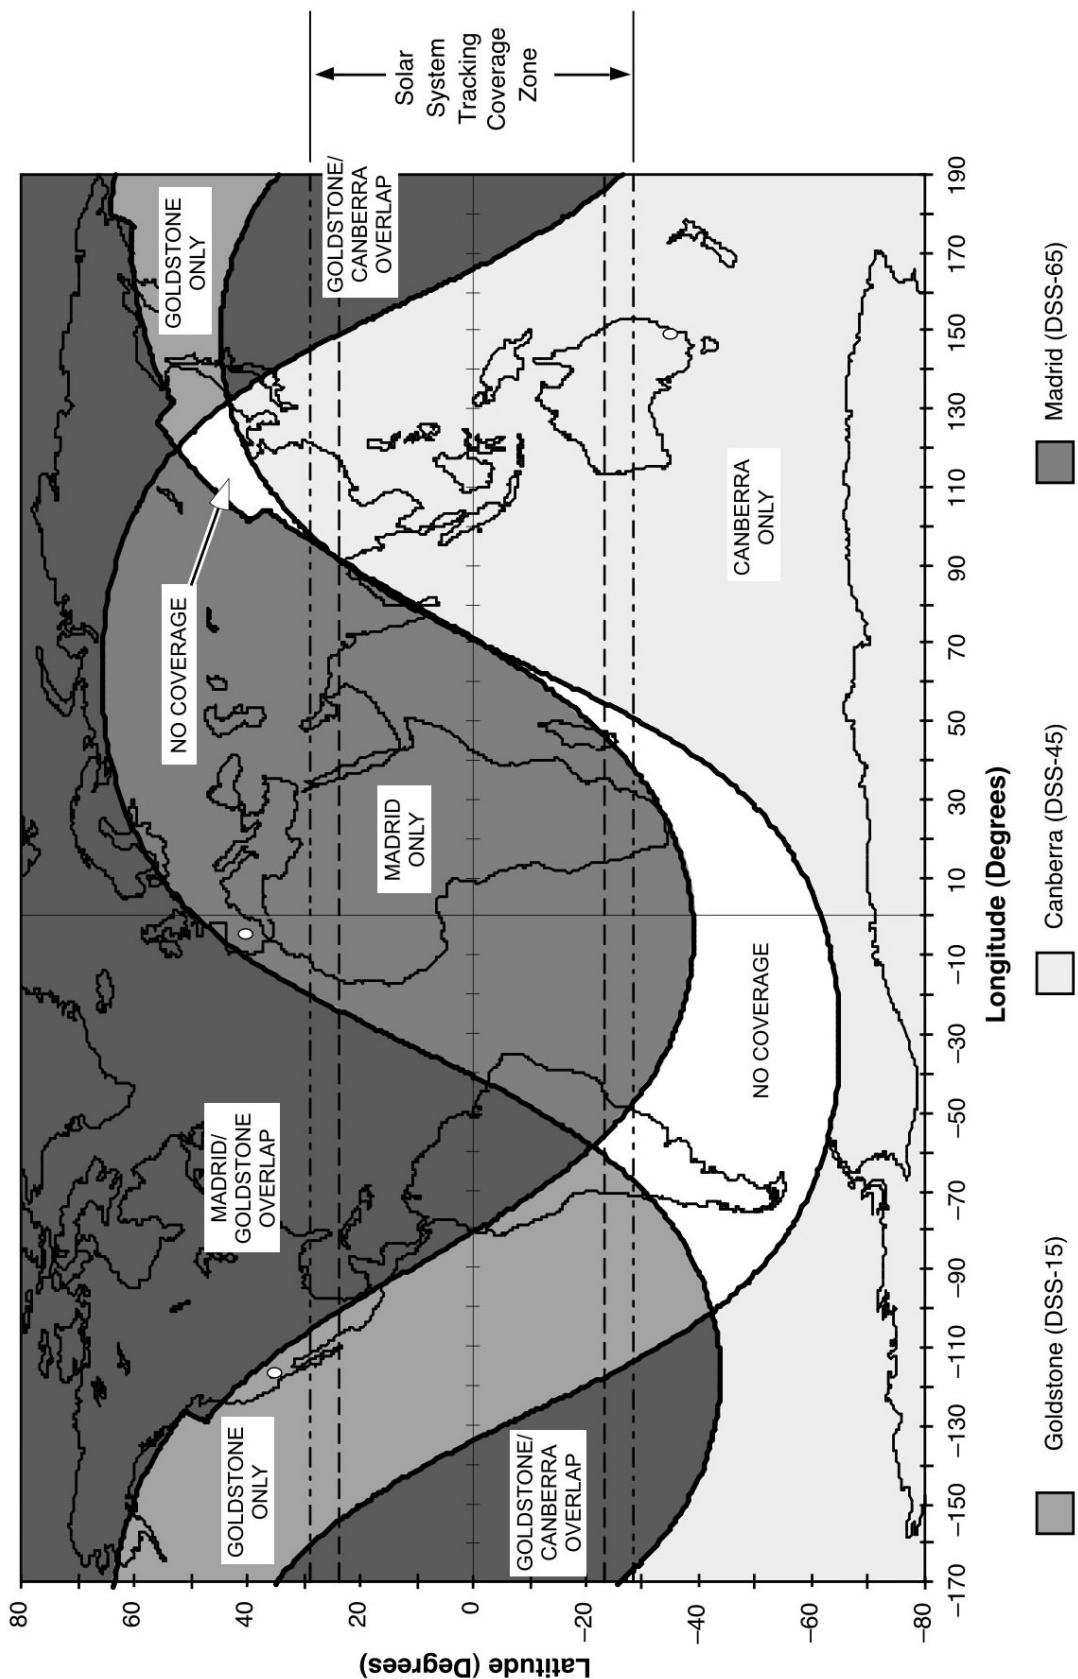 Solar
System
Tracking
Coverage
Zone
GOLDSTONE
ONLY
GOLDSTONE/
CANBERRA
OVERLAP
NO COVERAGE
MADRID
ONLY
CANBERRA
ONLY
MADRID/
GOLDSTONE
OVERLAP
NO COVERAGE
GOLDSTONE
ONLY
GOLDSTONE/
CANBERRA
OVERLAP
Latitude (Degrees)
80
60
40
20
0
−20
−40
−60
−80
−170
−150
−130
−110
−90
−70
−50
−30
−10
10
30
50
70
90
110
130
150
170
190
Longitude (Degrees)
Goldstone (DSS-15)
Canberra (DSS-45)
Madrid (DSS-65)